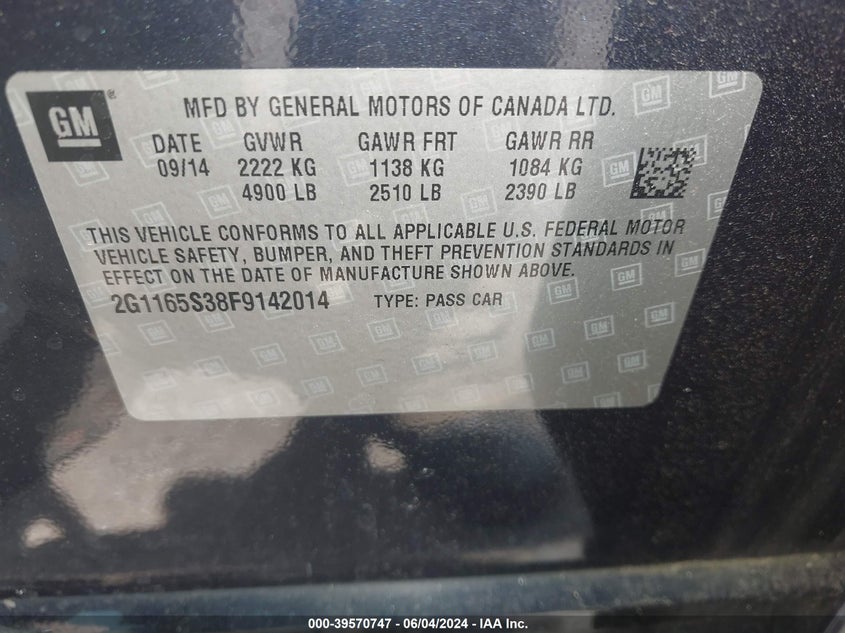 GM®
MFD BY GENERAL MOTORS OF CANADA LTD.
DATE GVWR GAWR FRT GAWR RR
09/14 2222 KG 1138 KG 1084 KG
4900 LB 2510 LB 2390 LB
THIS VEHICLE CONFORMS TO ALL APPLICABLE U.S. FEDERAL MOTOR
VEHICLE SAFETY, BUMPER, AND THEFT PREVENTION STANDARDS IN
EFFECT ON THE DATE OF MANUFACTURE SHOWN ABOVE.
2G1165S38F9142014 TYPE: PASS CAR
000-39570747 - 06/04/2024 - IAA Inc.